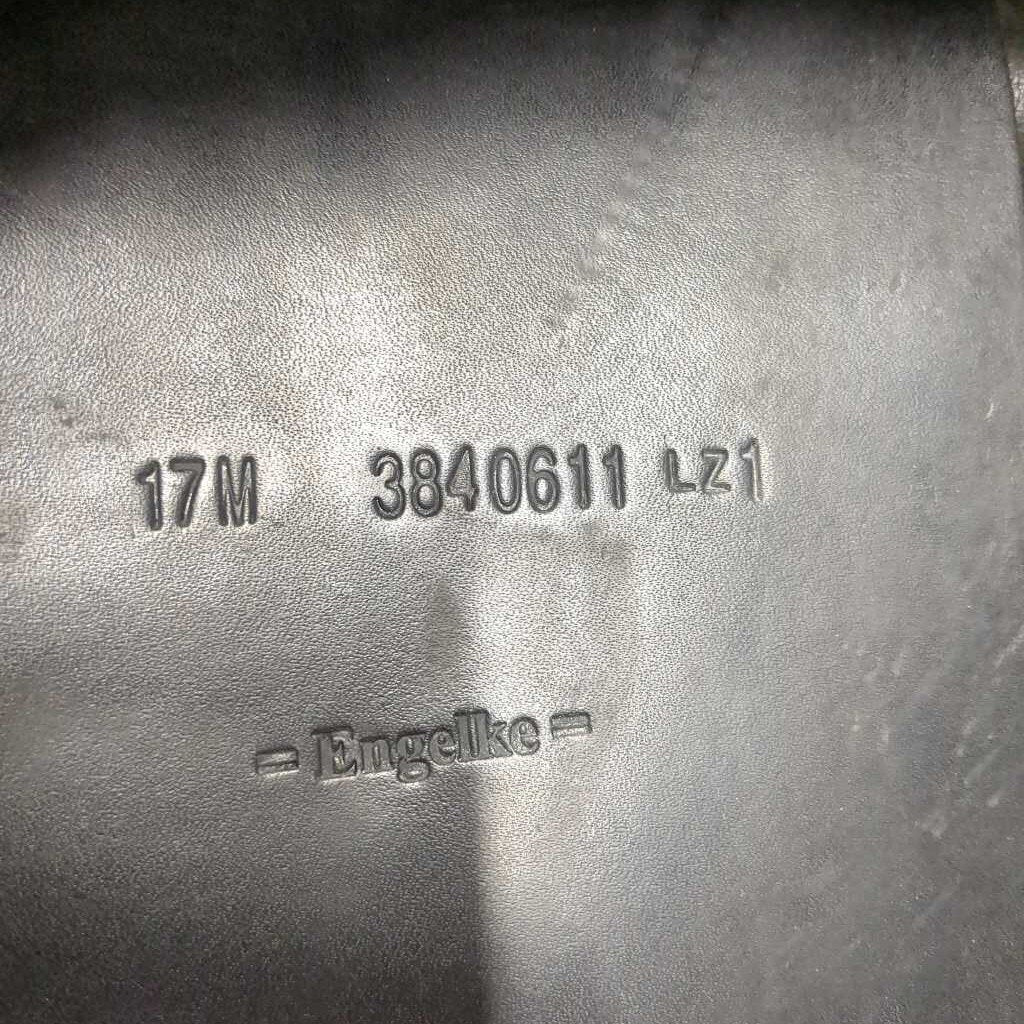 17M 3840611 LZ1
= Engelke =